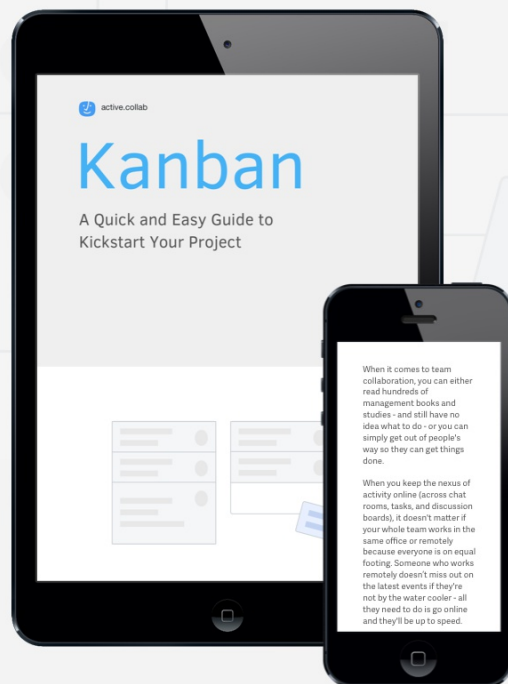 active.collab
Kanban
A Quick and Easy Guide to
Kickstart Your Project
When it comes to team
collaboration, you can either
read hundreds of
management books and
studies - and still have no
idea what to do - or you can
simply get out of people's
way so they can get things
done.
When you keep the nexus of
activity online (across chat
rooms, tasks, and discussion
boards), it doesn't matter if
your whole team works in the
same office or remotely
because everyone is on equal
footing. Someone who works
remotely doesn't miss out on
the latest events if they're
not by the water cooler - all
they need to do is go online
and they'll be up to speed.